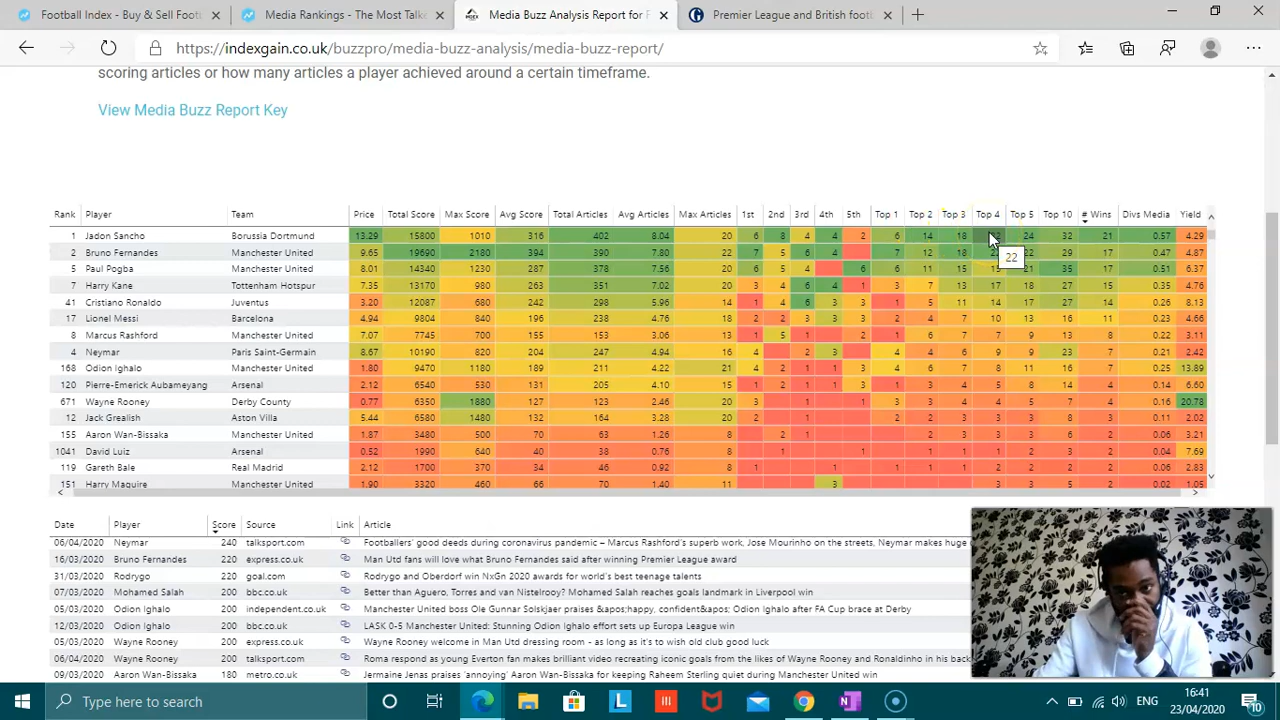 Football Index - Buy & Sell Foot
Media Rankings - The Most Talke
Media Buzz Analysis Report for F
Premier League and British footb
https://indexgain.co.uk/buzzpro/media-buzz-analysis/media-buzz-report/
scoring articles or how many articles a player achieved around a certain timeframe.
View Media Buzz Report Key
Rank Player Team Price Total Score Max Score Avg Score Total Articles Avg Articles Max Articles 1st 2nd 3rd 4th 5th Top 1 Top 2 Top 3 Top 4 Top 5 Top 10 # Wins Divs Media Yield
1 Jadon Sancho Borussia Dortmund 13.29 15800 1010 316 402 8.04 20 6 8 4 4 2 6 14 18 22 24 32 21 0.57 4.29
2 Bruno Fernandes Manchester United 9.65 19690 2180 394 390 7.80 22 7 5 6 4 7 12 18 22 22 29 17 0.47 4.87
22
5 Paul Pogba Manchester United 8.01 14340 1230 287 378 7.56 20 6 5 4 6 6 11 15 15 21 35 17 0.51 6.37
7 Harry Kane Tottenham Hotspur 7.35 13170 980 263 351 7.02 20 3 4 6 4 1 3 7 13 17 18 27 15 0.35 4.76
41 Cristiano Ronaldo Juventus 3.20 12087 680 242 298 5.96 14 1 4 6 3 3 1 5 11 14 17 27 14 0.26 8.13
17 Lionel Messi Barcelona 4.94 9804 840 196 238 4.76 18 2 2 3 3 3 2 4 7 10 13 16 11 0.23 4.66
8 Marcus Rashford Manchester United 7.07 7745 700 155 153 3.06 13 1 5 1 2 1 6 7 7 9 13 8 0.22 3.11
4 Neymar Paris Saint-Germain 8.67 10190 820 204 247 4.94 16 4 2 3 4 4 6 9 9 23 7 0.21 2.42
168 Odion Ighalo Manchester United 1.80 9470 1180 189 211 4.22 21 4 2 1 1 3 4 6 7 8 11 16 7 0.25 13.89
120 Pierre-Emerick Aubameyang Arsenal 2.12 6540 530 131 205 4.10 15 1 2 1 1 3 1 3 4 5 8 14 4 0.14 6.60
671 Wayne Rooney Derby County 0.77 6350 1880 127 123 2.46 20 3 1 1 3 3 4 4 5 7 4 0.16 20.78
12 Jack Grealish Aston Villa 5.44 6580 1480 132 164 3.28 20 2 1 2 2 3 3 3 8 3 0.11 2.02
155 Aaron Wan-Bissaka Manchester United 1.87 3480 500 70 63 1.26 8 2 1 2 3 3 3 6 2 0.06 3.21
1041 David Luiz Arsenal 0.52 1990 640 40 38 0.76 8 1 1 1 1 1 2 5 2 0.04 7.69
119 Gareth Bale Real Madrid 2.12 1700 370 34 46 0.92 8 1 1 1 1 1 2 2 2 2 0.06 2.83
151 Harry Maguire Manchester United 1.90 3320 460 66 70 1.40 11 3 3 3 5 2 0.02 1.05
Date Player Score Source Link Article
06/04/2020 Neymar 240 talksport.com Footballers' good deeds during coronavirus pandemic – Marcus Rashford's superb work, Jose Mourinho on the streets, Neymar makes huge
16/03/2020 Bruno Fernandes 220 express.co.uk Man Utd fans will love what Bruno Fernandes said after winning Premier League award
31/03/2020 Rodrygo 220 goal.com Rodrygo and Oberdorf win NxGn 2020 awards for world's best teenage talents
07/03/2020 Mohamed Salah 200 bbc.co.uk Better than Aguero, Torres and van Nistelrooy? Mohamed Salah reaches goals landmark in Liverpool win
05/03/2020 Odion Ighalo 200 independent.co.uk Manchester United boss Ole Gunnar Solskjaer praises &apos;happy, confident&apos; Odion Ighalo after FA Cup brace at Derby
12/03/2020 Odion Ighalo 200 bbc.co.uk LASK 0-5 Manchester United: Stunning Odion Ighalo effort sets up Europa League win
05/03/2020 Wayne Rooney 200 express.co.uk Wayne Rooney welcome in Man Utd dressing room - as long as it's to wish old club good luck
06/04/2020 Wayne Rooney 200 talksport.com Roma respond as young Everton fan makes brilliant video recreating iconic goals from the likes of Wayne Rooney and Ronaldinho in his back
09/03/2020 Aaron Wan-Bissaka 180 metro.co.uk Jermaine Jenas praises 'annoying' Aaron Wan-Bissaka for keeping Raheem Sterling quiet during Manchester United win
Type here to search
ENG
16:41
23/04/2020
10